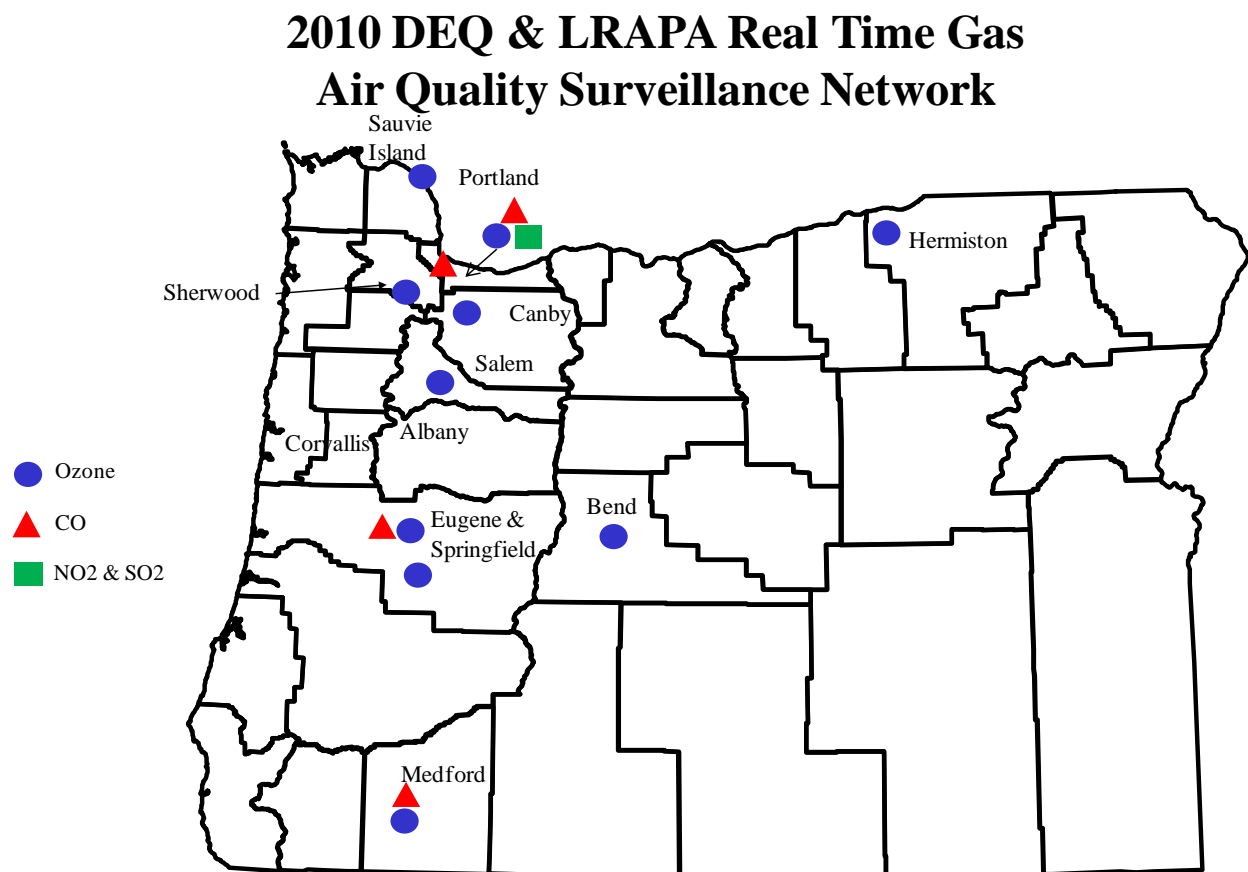 2010 DEQ & LRAPA Real Time Gas
Air Quality Surveillance Network
Sauvie
Island
Portland
Hermiston
Sherwood
Canby
Salem
Albany
Corvallis
Ozone
CO
NO2 & SO2
Eugene &
Springfield
Bend
Medford